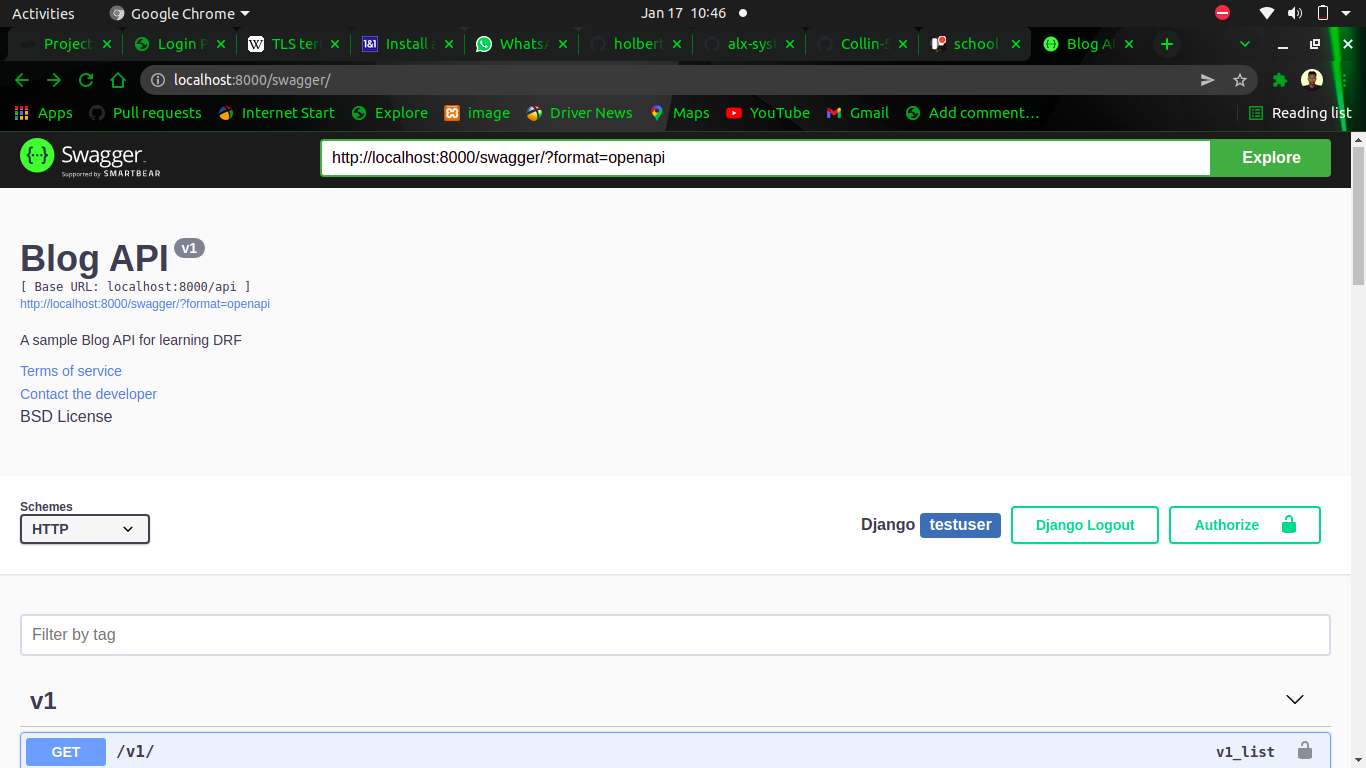 Activities Google Chrome Jan 17 10:46
Project Login P TLS ter Install a WhatsA holbert alx-sys Collin-S school Blog AP
localhost:8000/swagger/
Apps Pull requests Internet Start Explore image Driver News Maps YouTube Gmail Add comment… Reading list
Swagger
Supported by SMARTBEAR
http://localhost:8000/swagger/?format=openapi Explore
Blog API v1
[ Base URL: localhost:8000/api ]
http://localhost:8000/swagger/?format=openapi
A sample Blog API for learning DRF
Terms of service
Contact the developer
BSD License
Schemes
HTTP Django testuser Django Logout Authorize
Filter by tag
v1
GET /v1/ v1_list